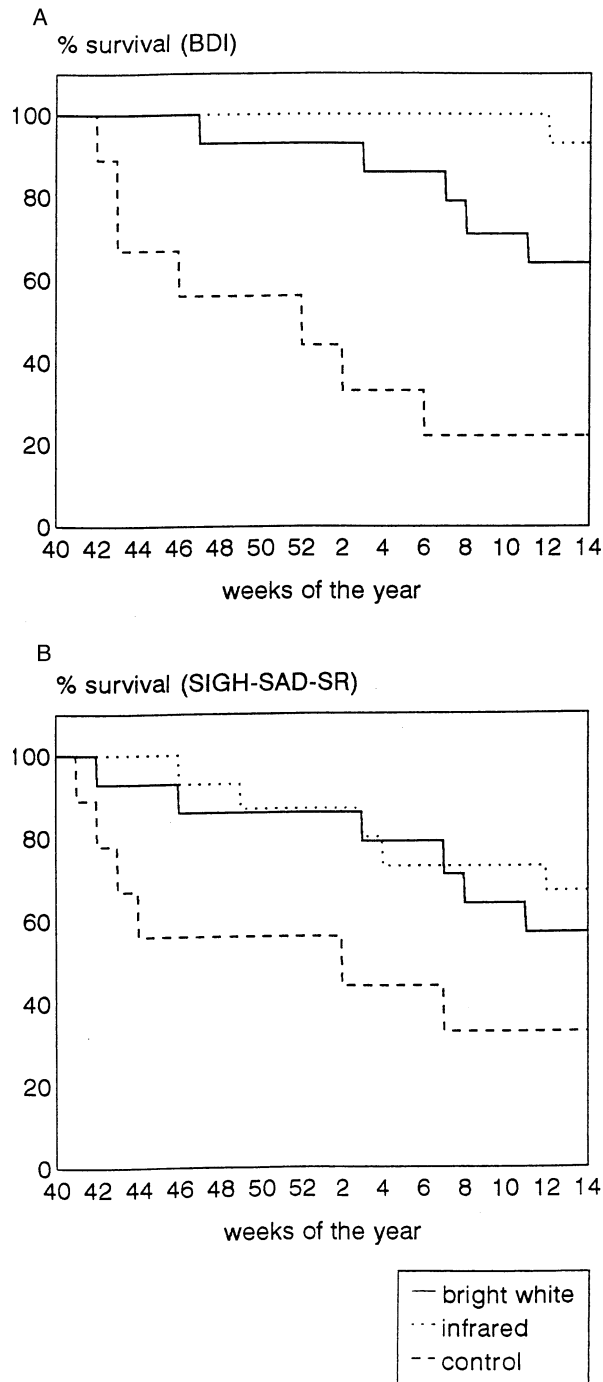 A
% survival (BDI)
100
80
60
40
20
0
40 42 44 46 48 50 52 2 4 6 8 10 12 14
weeks of the year
B
% survival (SIGH-SAD-SR)
100
80
60
40
20
0
40 42 44 46 48 50 52 2 4 6 8 10 12 14
weeks of the year
bright white
infrared
control